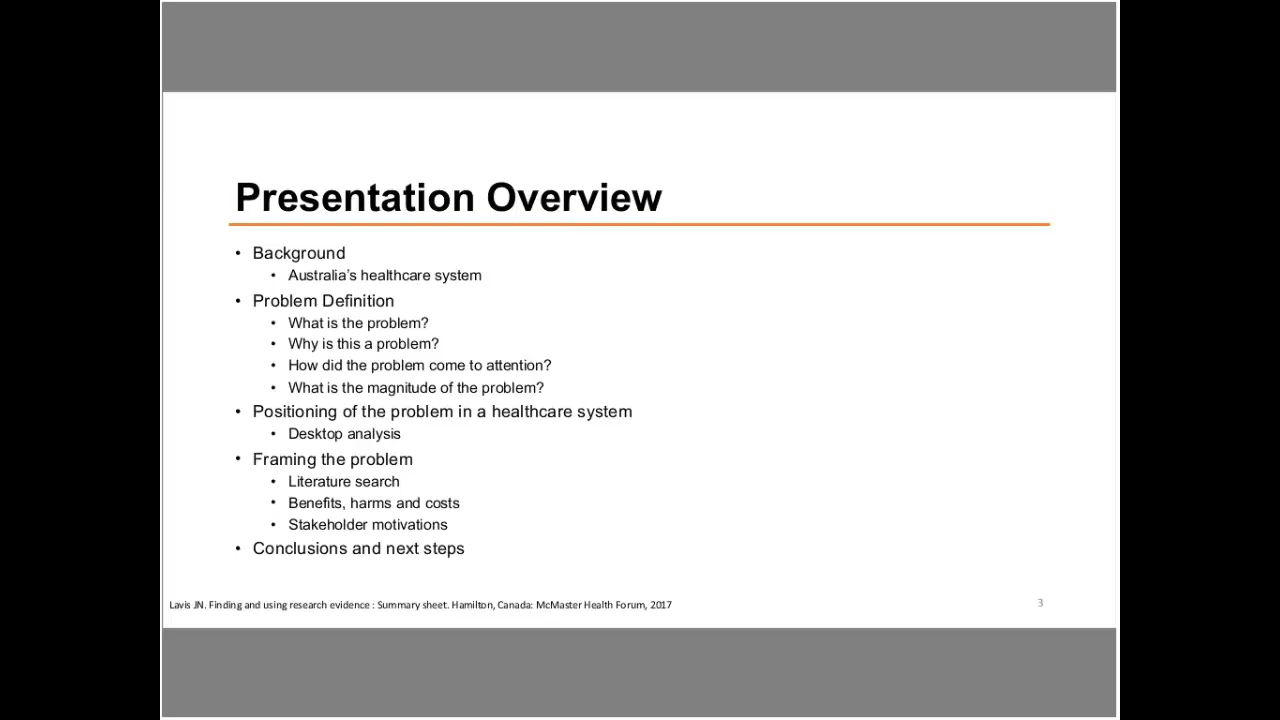 Presentation Overview
• Background
• Australia’s healthcare system
• Problem Definition
• What is the problem?
• Why is this a problem?
• How did the problem come to attention?
• What is the magnitude of the problem?
• Positioning of the problem in a healthcare system
• Desktop analysis
• Framing the problem
• Literature search
• Benefits, harms and costs
• Stakeholder motivations
• Conclusions and next steps
Lavis JN. Finding and using research evidence : Summary sheet. Hamilton, Canada: McMaster Health Forum, 2017
3